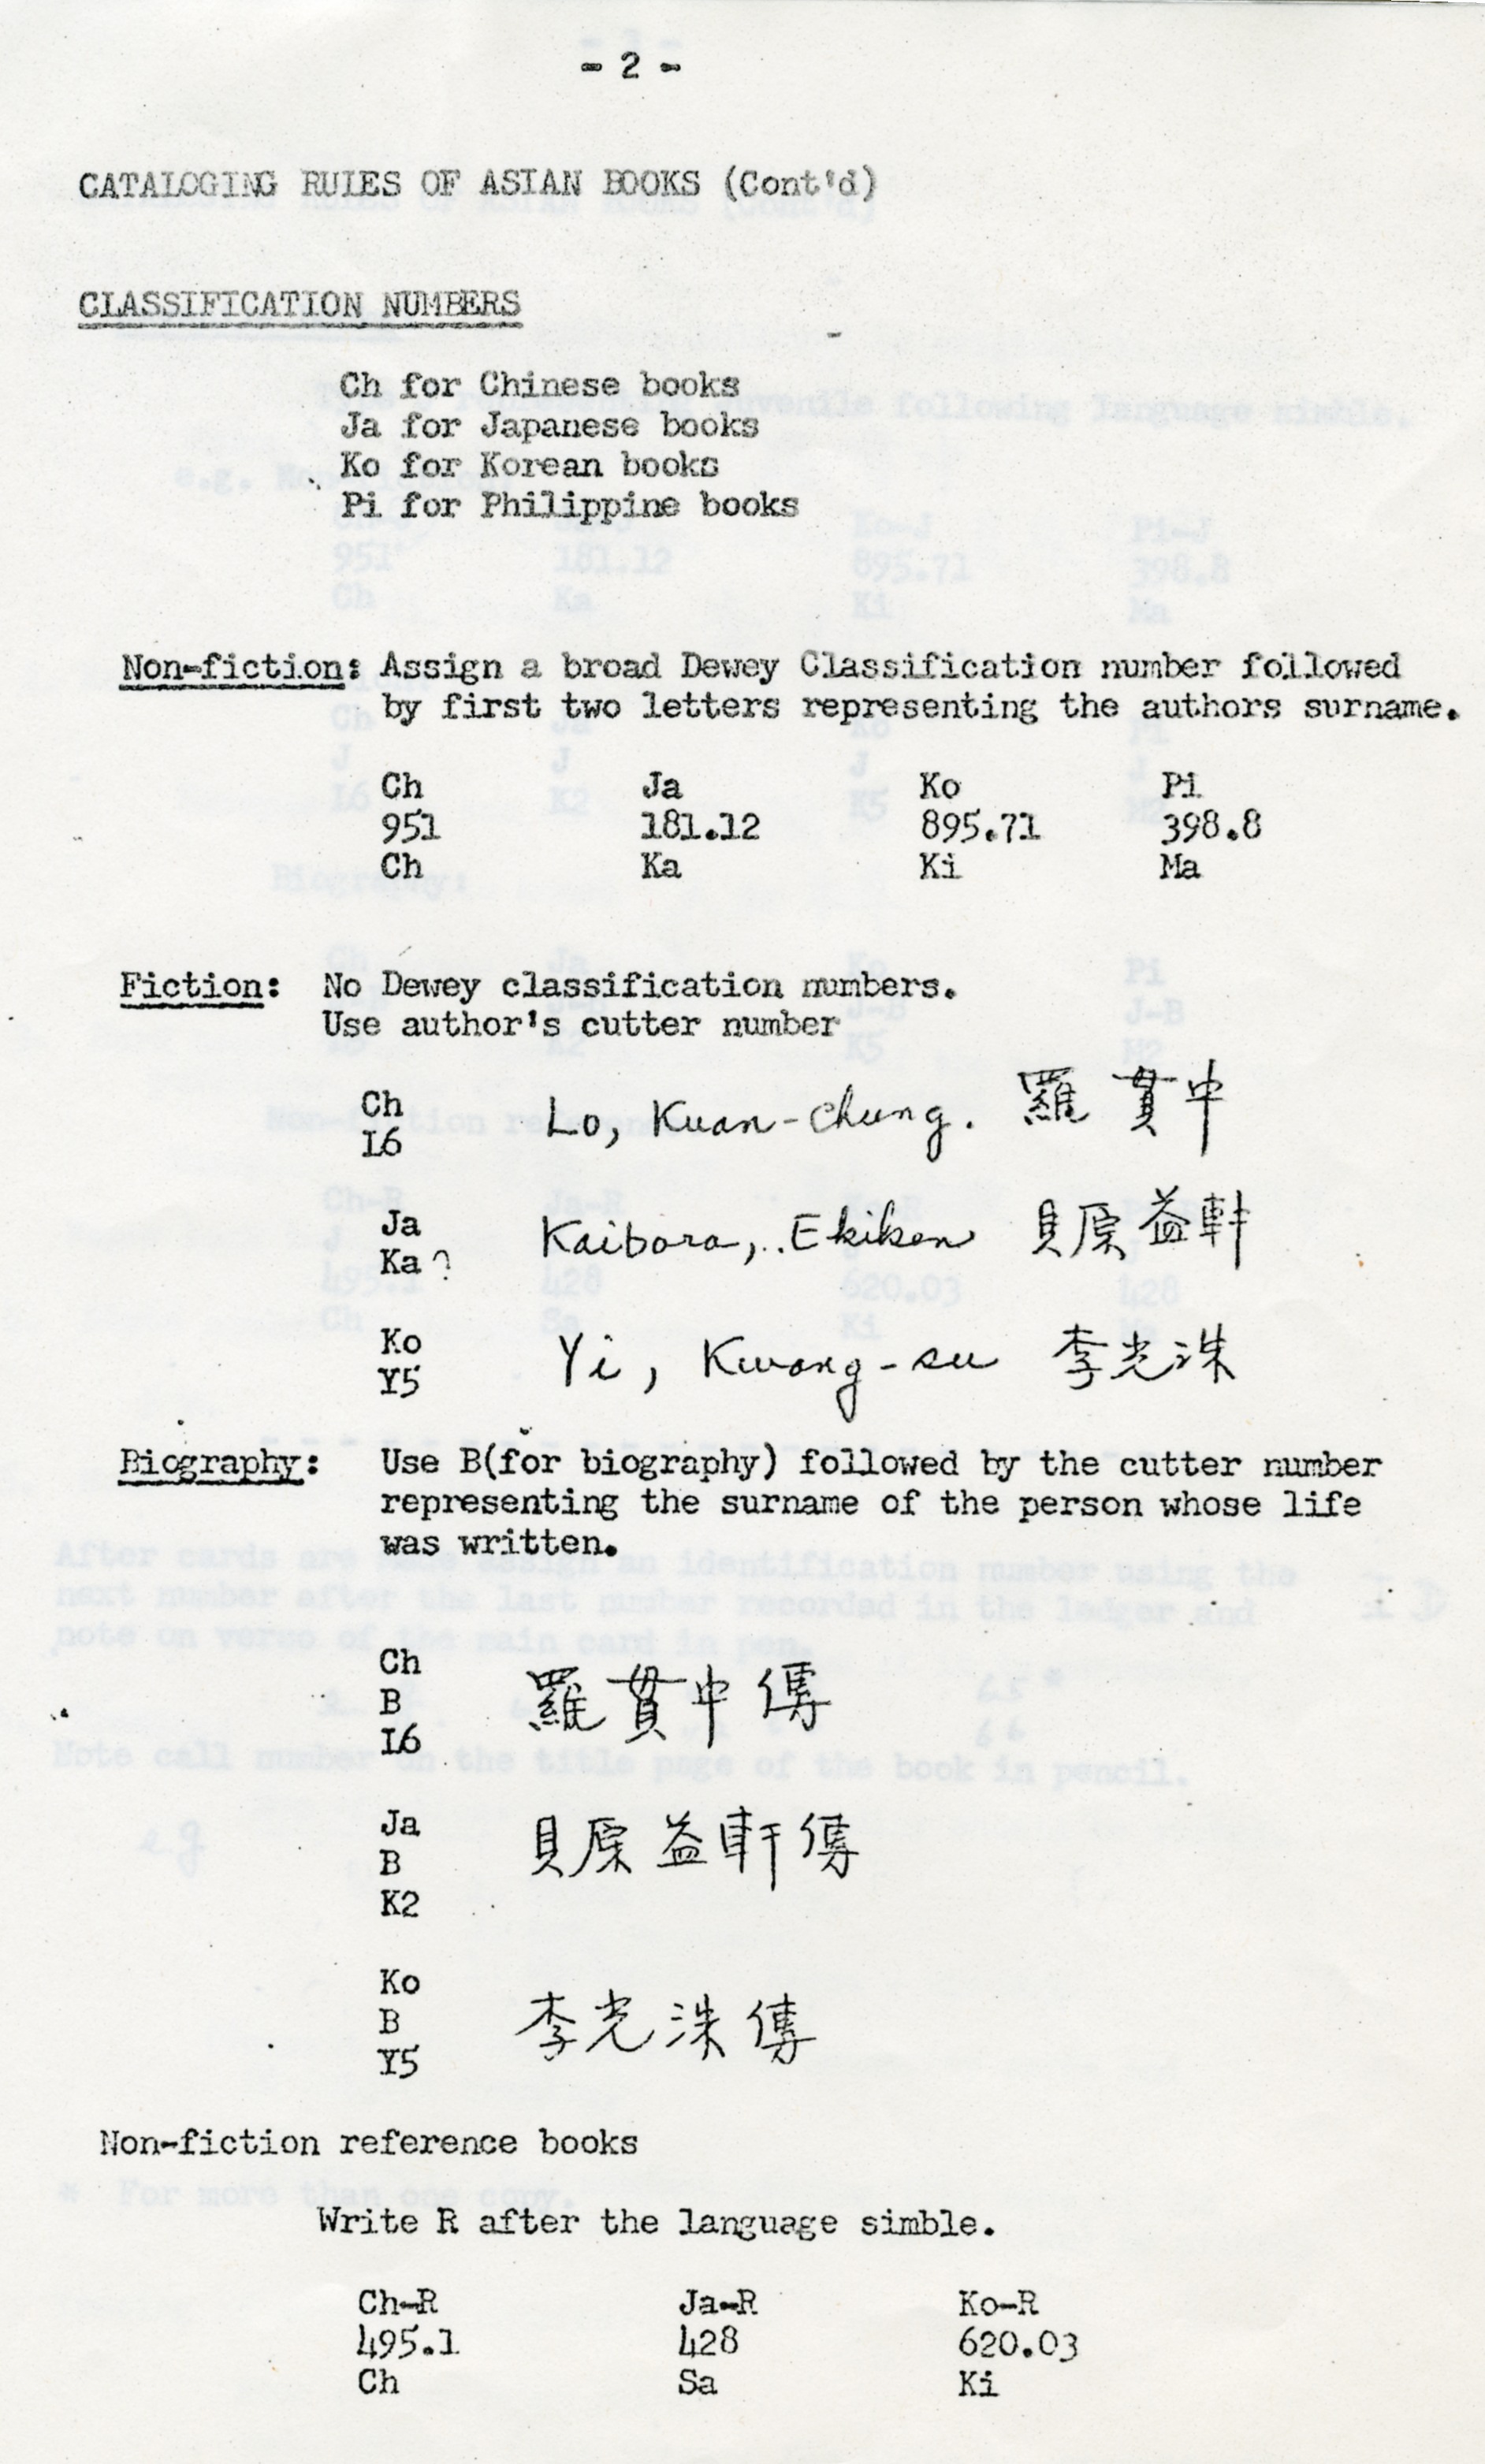 - 2 -
CATALOGING RULES OF ASIAN BOOKS (Cont'd)
CLASSIFICATION NUMBERS
Ch for Chinese books
Ja for Japanese books
Ko for Korean books
Pi for Philippine books
Non-fiction: Assign a broad Dewey Classification number followed
by first two letters representing the authors surname.
Ch Ja Ko Pi
951 181.12 895.71 398.8
Ch Ka Ki Ma
Fiction: No Dewey classification numbers.
Use author's cutter number
Ch
L6 Lo, Kuan-Chung. 羅貫中
Ja
Ka? Kaibara, Ekiken 貝原益軒
Ko
Y5 Yi, Kwang-su 李光洙
Biography: Use B(for biography) followed by the cutter number
representing the surname of the person whose life
was written.
Ch
B 羅貫中傳
L6
Ja
B 貝原益軒傳
K2
Ko
B 李光洙傳
Y5
Non-fiction reference books
Write R after the language simble.
Ch-R Ja-R Ko-R
495.1 428 620.03
Ch Sa Ki